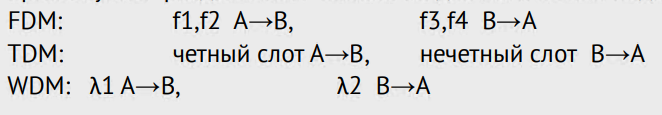 FDM: f1,f2 A→B, f3,f4 B→A
TDM: четный слот A→B, нечетный слот B→A
WDM: λ1 A→B, λ2 B→A